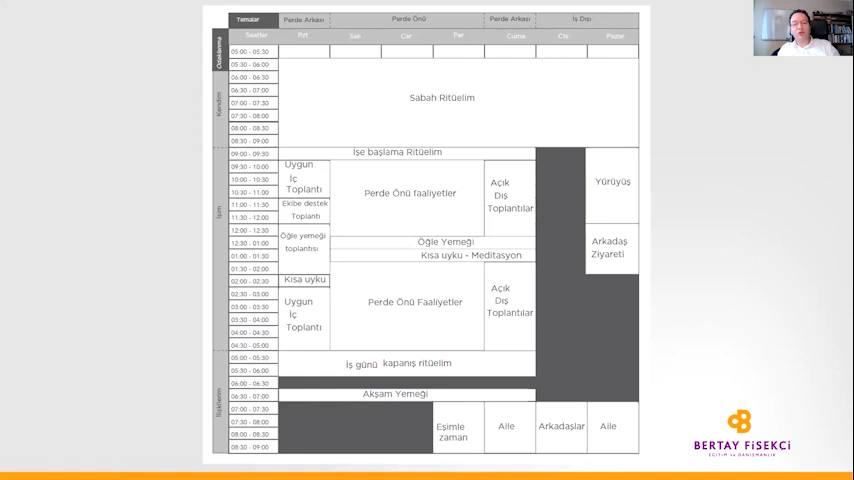 Temalar Perde Arkası Perde Önü Perde Arkası İş Dışı
Odaklanma
Saatler Pzt Salı Çar Per Cuma Cts Pazar
05:00 - 05:30
05:30 - 06:00
Kendim
06:00 - 06:30
06:30 - 07:00
07:00 - 07:30
07:30 - 08:00
08:00 - 08:30
08:30 - 09:00
Sabah Ritüelim
İşim
09:00 - 09:30
09:30 - 10:00
10:00 - 10:30
10:30 - 11:00
11:00 - 11:30
11:30 - 12:00
12:00 - 12:30
12:30 - 01:00
01:00 - 01:30
01:30 - 02:00
02:00 - 02:30
02:30 - 03:00
03:00 - 03:30
03:30 - 04:00
04:00 - 04:30
04:30 - 05:00
İşe başlama Ritüelim
Uygun
İç
Toplantı
Ekibe destek
Toplantı
Öğle yemeği
toplantısı
Kısa uyku
Uygun
İç
Toplantı
Perde Önü faaliyetler
Açık
Dış
Toplantılar
Öğle Yemeği
Kısa uyku - Meditasyon
Perde Önü Faaliyetler
Açık
Dış
Toplantılar
Yürüyüş
Arkadaş
Ziyareti
İlişkilerim
05:00 - 05:30
05:30 - 06:00
06:00 - 06:30
06:30 - 07:00
07:00 - 07:30
07:30 - 08:00
08:00 - 08:30
08:30 - 09:00
İş günü kapanış ritüelim
Akşam Yemeği
Eşimle
zaman
Aile
Arkadaşlar
Aile
BERTAY FİŞEKÇİ
EĞİTİM ve DANIŞMANLIK